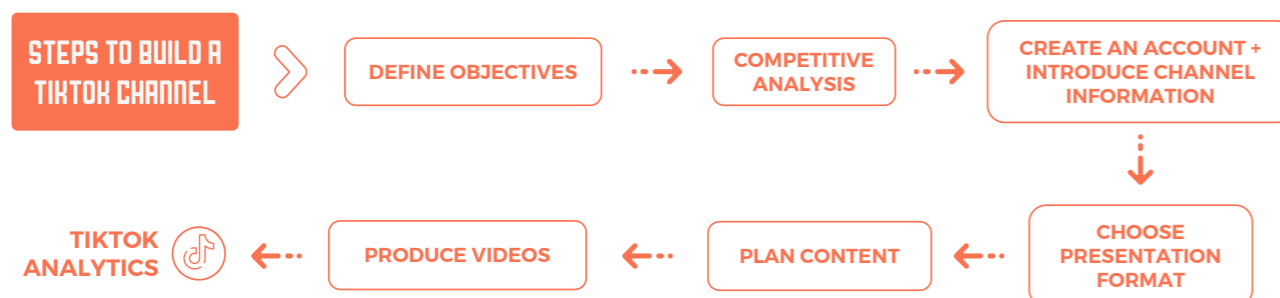 STEPS TO BUILD A
TIKTOK CHANNEL
DEFINE OBJECTIVES
COMPETITIVE
ANALYSIS
CREATE AN ACCOUNT +
INTRODUCE CHANNEL
INFORMATION
CHOOSE
PRESENTATION
FORMAT
PLAN CONTENT
PRODUCE VIDEOS
TIKTOK
ANALYTICS